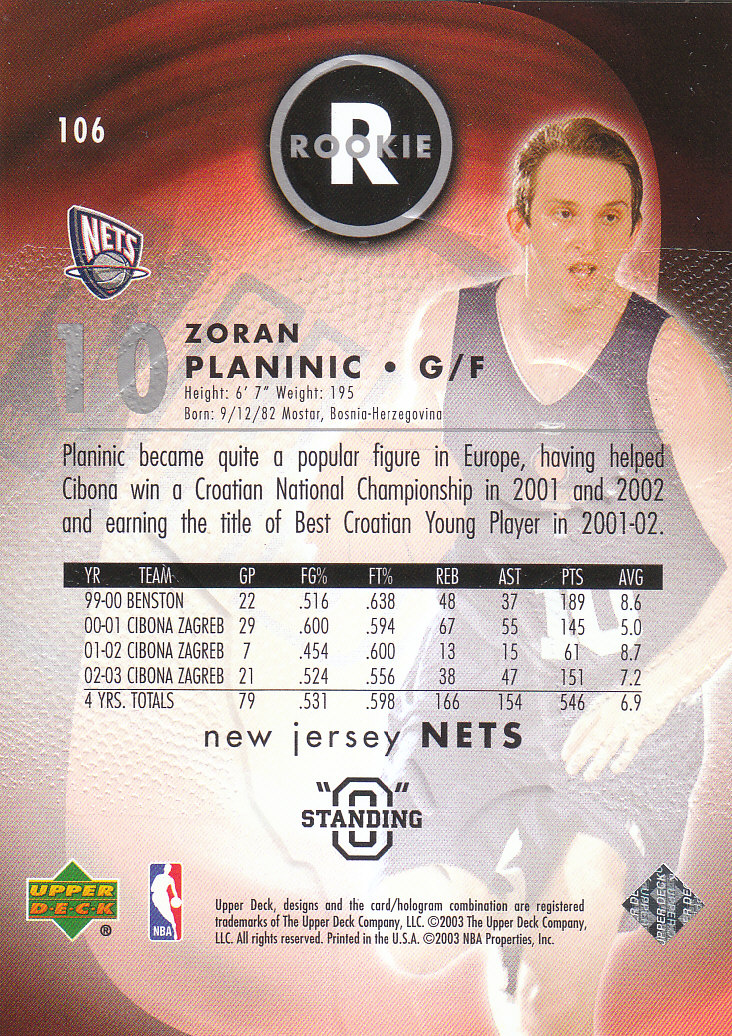 106
R
ROOKIE
NETS
10
ZORAN
PLANINIC • G/F
Height: 6' 7" Weight: 195
Born: 9/12/82 Mostar, Bosnia-Herzegovina
Planinic became quite a popular figure in Europe, having helped
Cibona win a Croatian National Championship in 2001 and 2002
and earning the title of Best Croatian Young Player in 2001-02.
YR TEAM GP FG% FT% REB AST PTS AVG
99-00 BENSTON 22 .516 .638 48 37 189 8.6
00-01 CIBONA ZAGREB 29 .600 .594 67 55 145 5.0
01-02 CIBONA ZAGREB 7 .454 .600 13 15 61 8.7
02-03 CIBONA ZAGREB 21 .524 .556 38 47 151 7.2
4 YRS. TOTALS 79 .531 .598 166 154 546 6.9
new jersey NETS
"O"
STANDING
UPPER
D·E·C·K
®
NBA
Upper Deck, designs and the card/hologram combination are registered
trademarks of The Upper Deck Company, LLC. ©2003 The Upper Deck Company,
LLC. All rights reserved. Printed in the U.S.A. ©2003 NBA Properties, Inc.
UPPER DECK